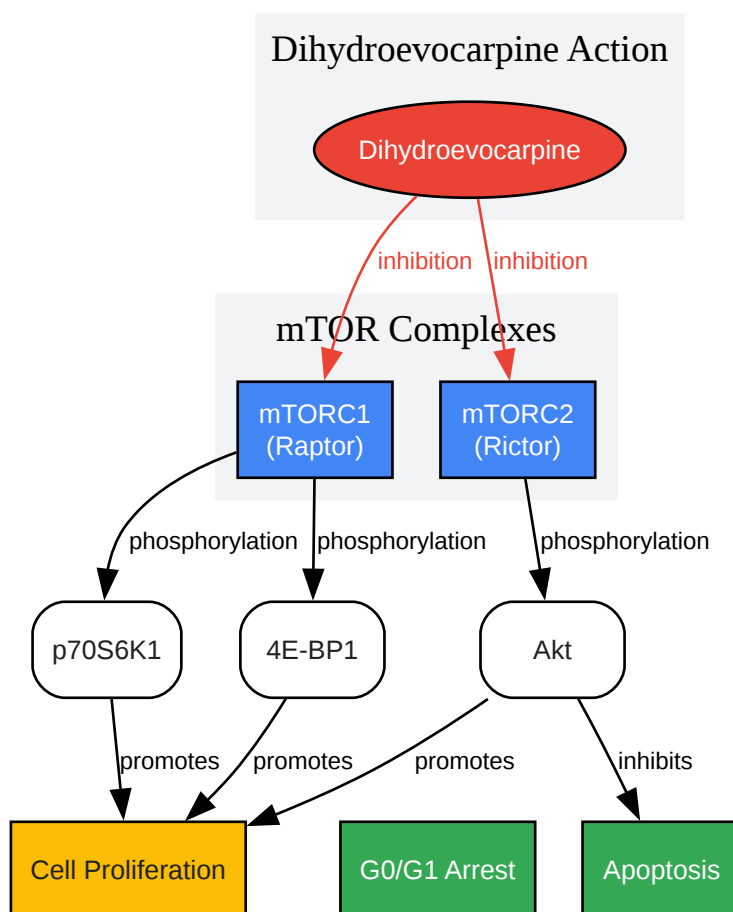 Dihydroevocarpine Action
Dihydroevocarpine
inhibition
inhibition
mTOR Complexes
mTORC1
(Raptor)
mTORC2
(Rictor)
phosphorylation
phosphorylation
phosphorylation
p70S6K1
4E-BP1
Akt
promotes
promotes
promotes
inhibits
Cell Proliferation
G0/G1 Arrest
Apoptosis